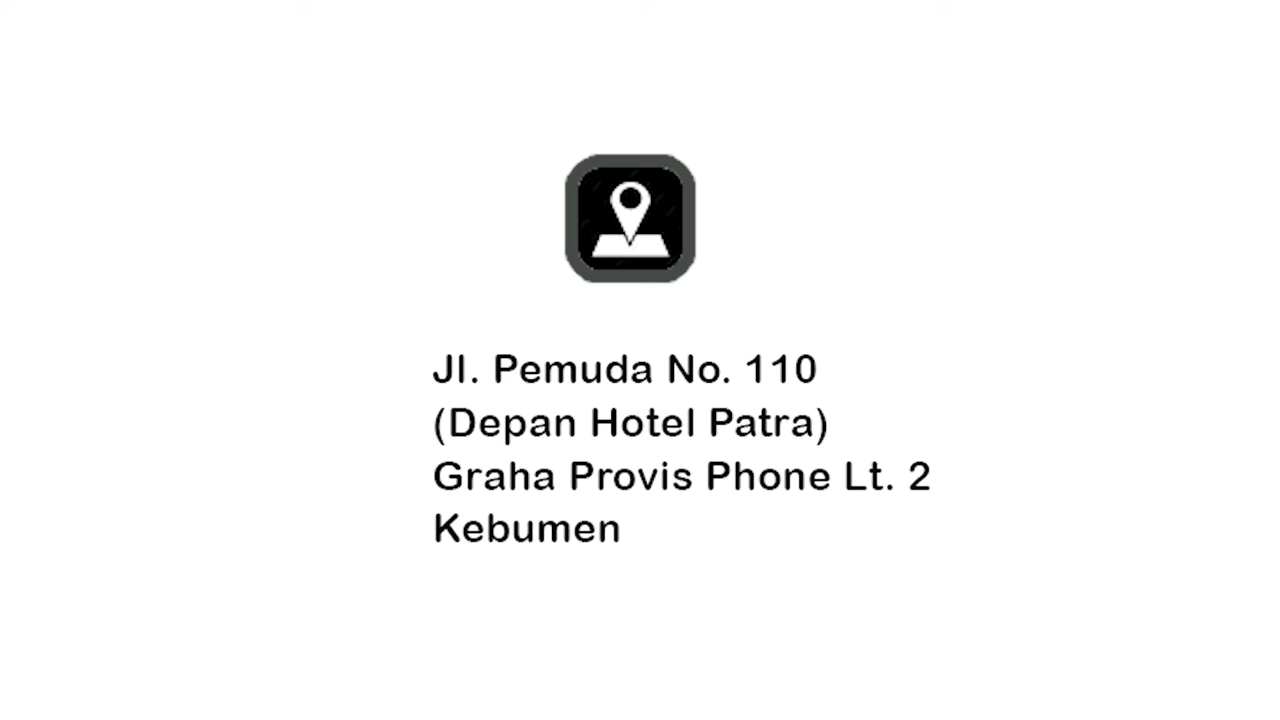 Jl. Pemuda No. 110
(Depan Hotel Patra)
Graha Provis Phone Lt. 2
Kebumen